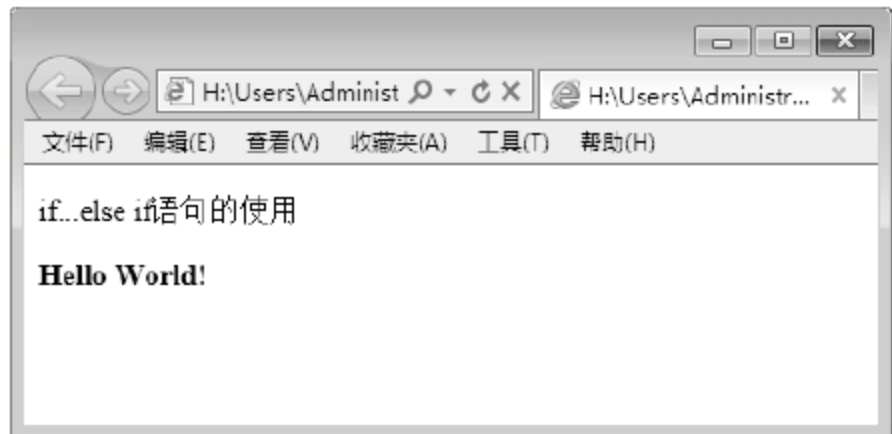 H:\Users\Administ
H:\Users\Administr...
文件(F) 编辑(E) 查看(V) 收藏夹(A) 工具(T) 帮助(H)
if...else if语句的使用
Hello World!